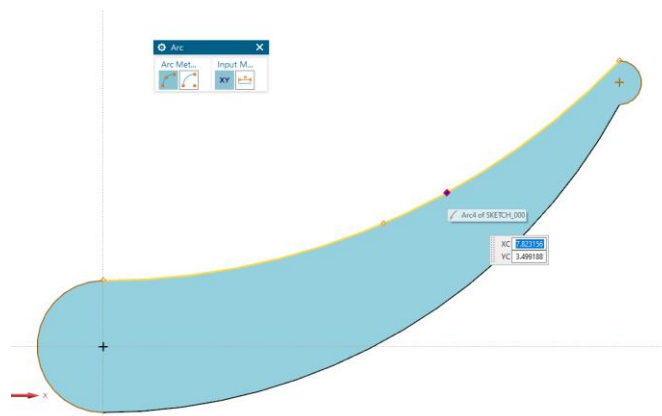 Arc
Arc Met... Input M...
XY
Arc4 of SKETCH_000
XC 7.823156
YC 3.499188
X